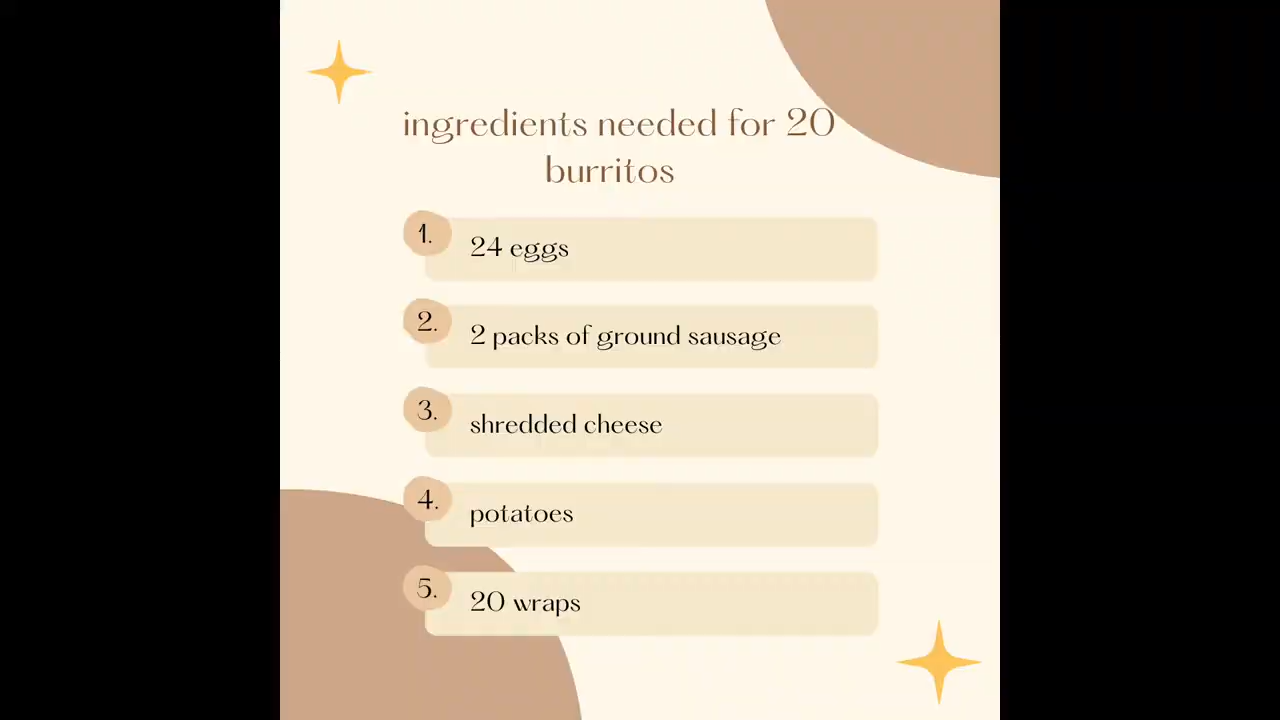 ingredients needed for 20
burritos
1. 24 eggs
2. 2 packs of ground sausage
3. shredded cheese
4. potatoes
5. 20 wraps